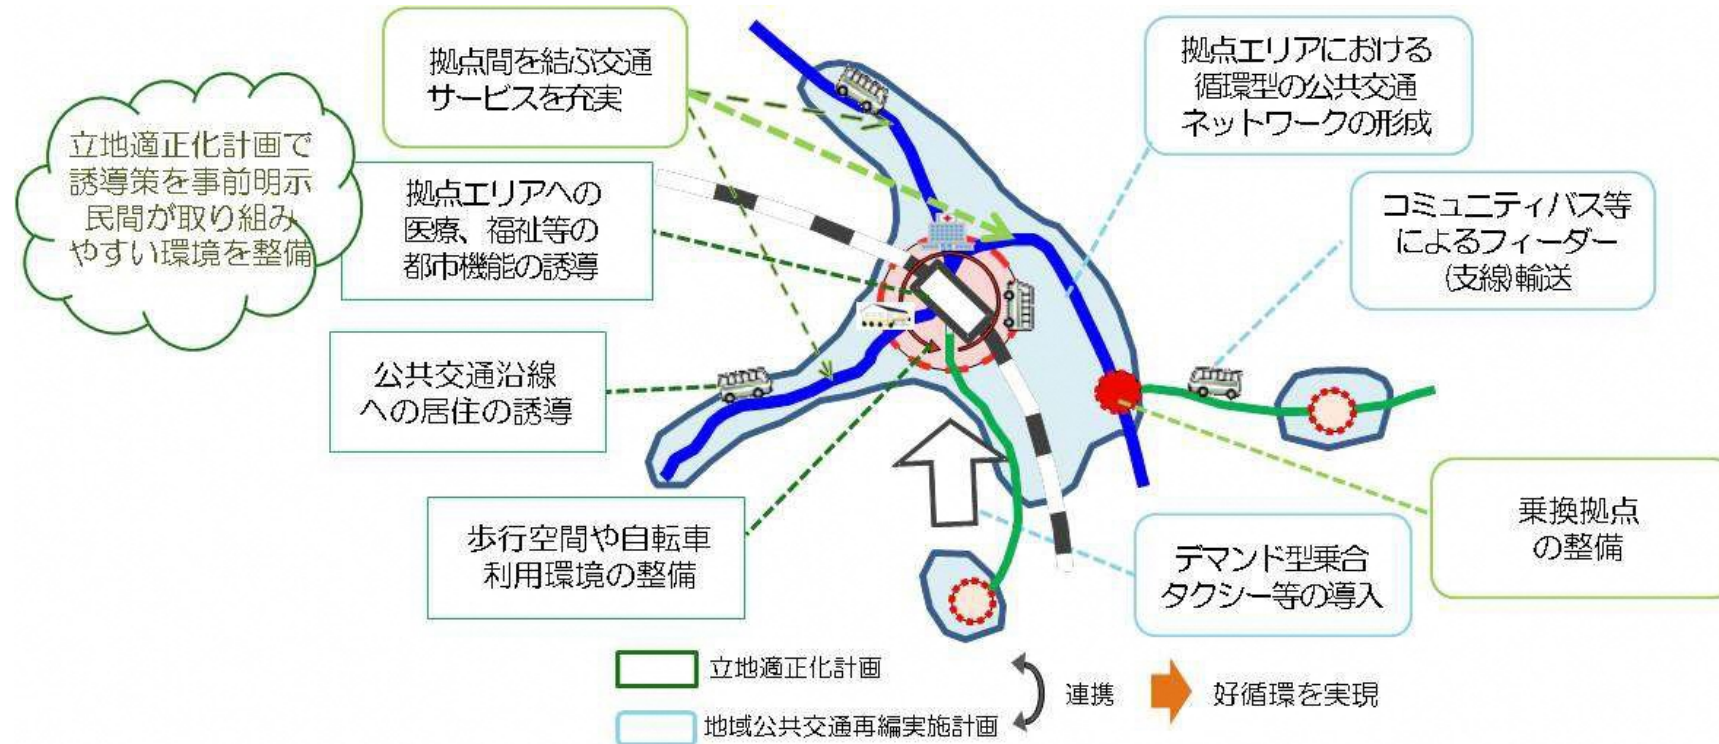 拠点間を結ぶ交通
サービスを充実
拠点エリアにおける
循環型の公共交通
ネットワークの形成
立地適正化計画で
誘導策を事前明示
民間が取り組み
やすい環境を整備
拠点エリアへの
医療、福祉等の
都市機能の誘導
コミュニティバス等
によるフィーダー
(支線)輸送
公共交通沿線
への居住の誘導
歩行空間や自転車
利用環境の整備
デマンド型乗合
タクシー等の導入
乗換拠点
の整備
立地適正化計画
地域公共交通再編実施計画
連携
好循環を実現